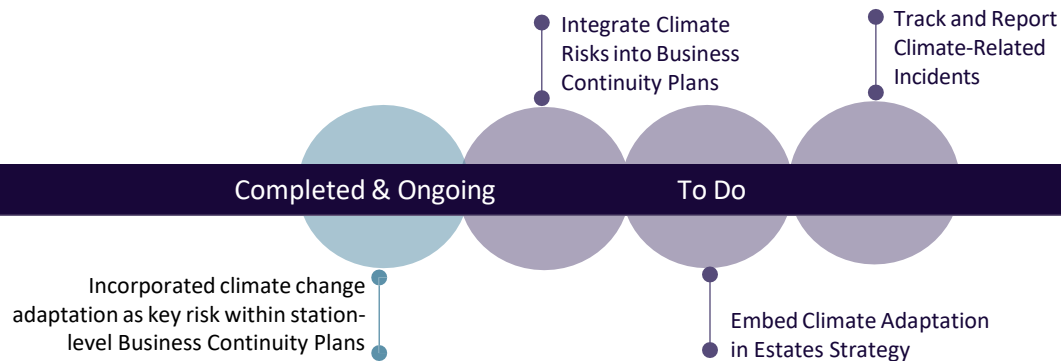 Integrate Climate
Risks into Business
Continuity Plans
Track and Report
Climate-Related
Incidents
Completed & Ongoing
To Do
Incorporated climate change
adaptation as key risk within station-
level Business Continuity Plans
Embed Climate Adaptation
in Estates Strategy